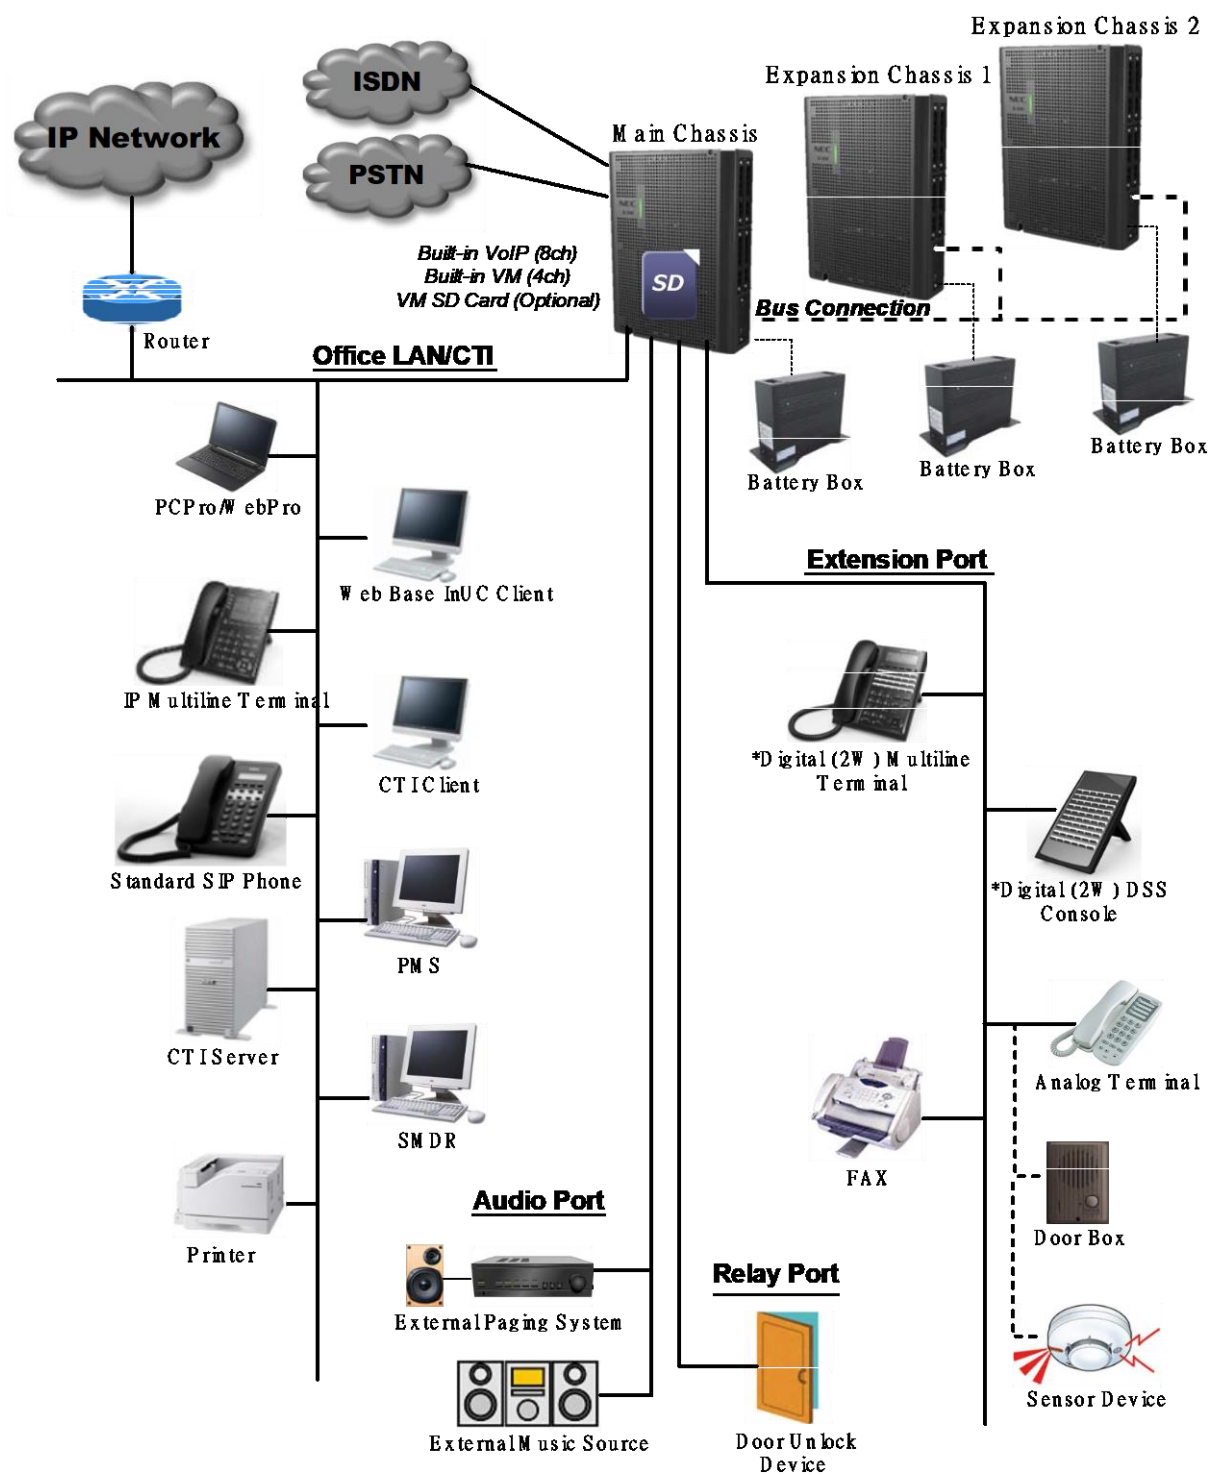 Expansion Chassis 2
Expansion Chassis 1
Main Chassis
ISDN
IP Network
PSTN
NEC
NEC
NEC
SD
Built-in VoIP (8ch)
Built-in VM (4ch)
VM SD Card (Optional)
Bus Connection
Router
Office LAN/CTI
Battery Box
Battery Box
Battery Box
PCPro/WebPro
Web Base InUC Client
Extension Port
IP Multiline Terminal
*Digital (2W) Multiline
Terminal
CTI Client
Standard SIP Phone
*Digital (2W) DSS
Console
PMS
CTI Server
Analog Terminal
SMDR
FAX
Audio Port
Printer
Door Box
Relay Port
External Paging System
Sensor Device
External Music Source
Door Unlock
Device